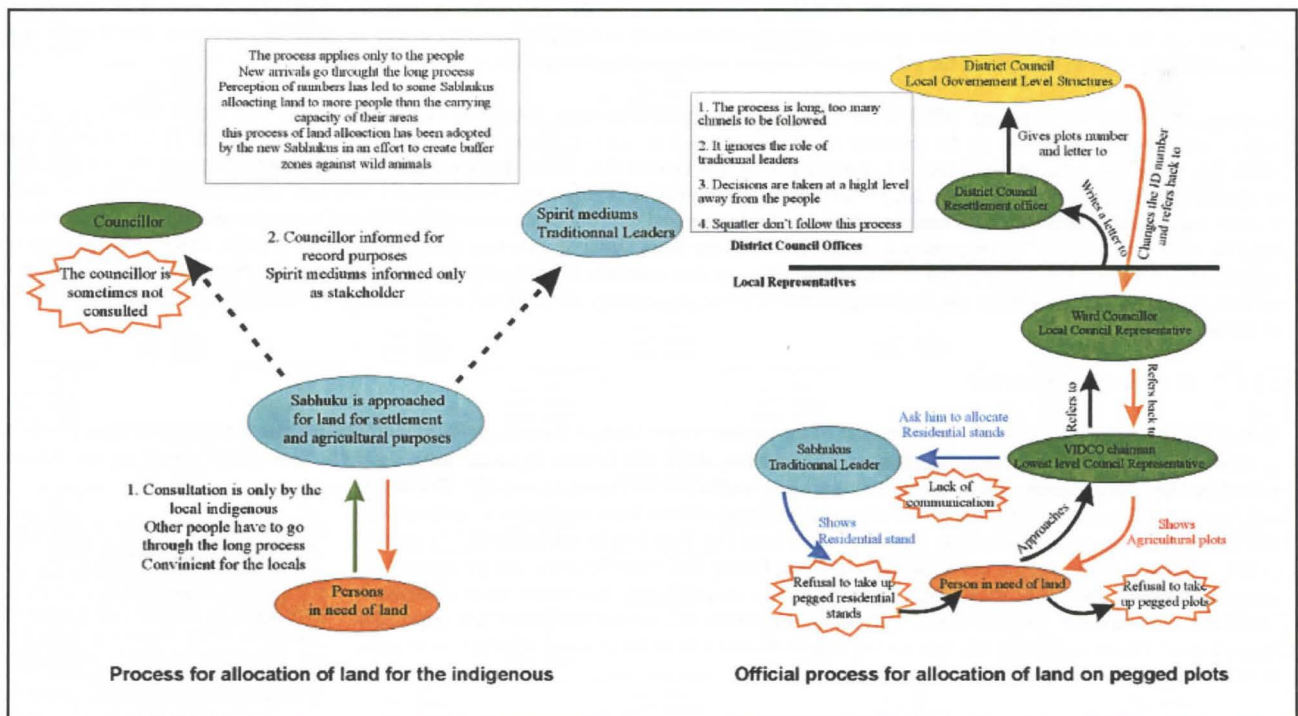 The process applies only to the people
New arrivals go throught the long process
Perception of numbers has led to some Sabhukus
alloacting land to more people than the carrying
capacity of their areas
this process of land alloaction has been adopted
by the new Sabhukus in an effort to create buffer
zones against wild animals
Councillor
The councillor is
sometimes not
consulted
2. Councillor informed for
record purposes
Spirit mediums informed only
as stakeholder
Spirit mediums
Traditionnal Leaders
Sabhuku is approached
for land for settlement
and agricultural purposes
1. Consultation is only by the
local indigenous
Other people have to go
through the long process
Convinient for the locals
Persons
in need of land
Process for allocation of land for the indigenous
District Council
Local Governement Level Structures
1. The process is long, too many
chnnels to be followed
2. It ignores the role of
tradionnal leaders
3. Decisions are taken at a hight level
away from the people
4. Squatter don't follow this process
Gives plots number
and letter to
District Council
Resettlement officer
Writes a letter to
Changes the ID number
and refers back to
District Council Offices
Local Representatives
Ward Councillor
Local Council Representative
Refers to
Refers back to
Ask him to allocate
Residential stands
Sabhukus
Traditionnal Leader
VIDCO chairman
Lowest level Council Representative
Lack of
communication
Shows
Residential stand
Approaches
Shows
Agricultural plots
Refusal to take up
pegged residential
stands
Person in need of land
Refusal to take
up pegged plots
Official process for allocation of land on pegged plots